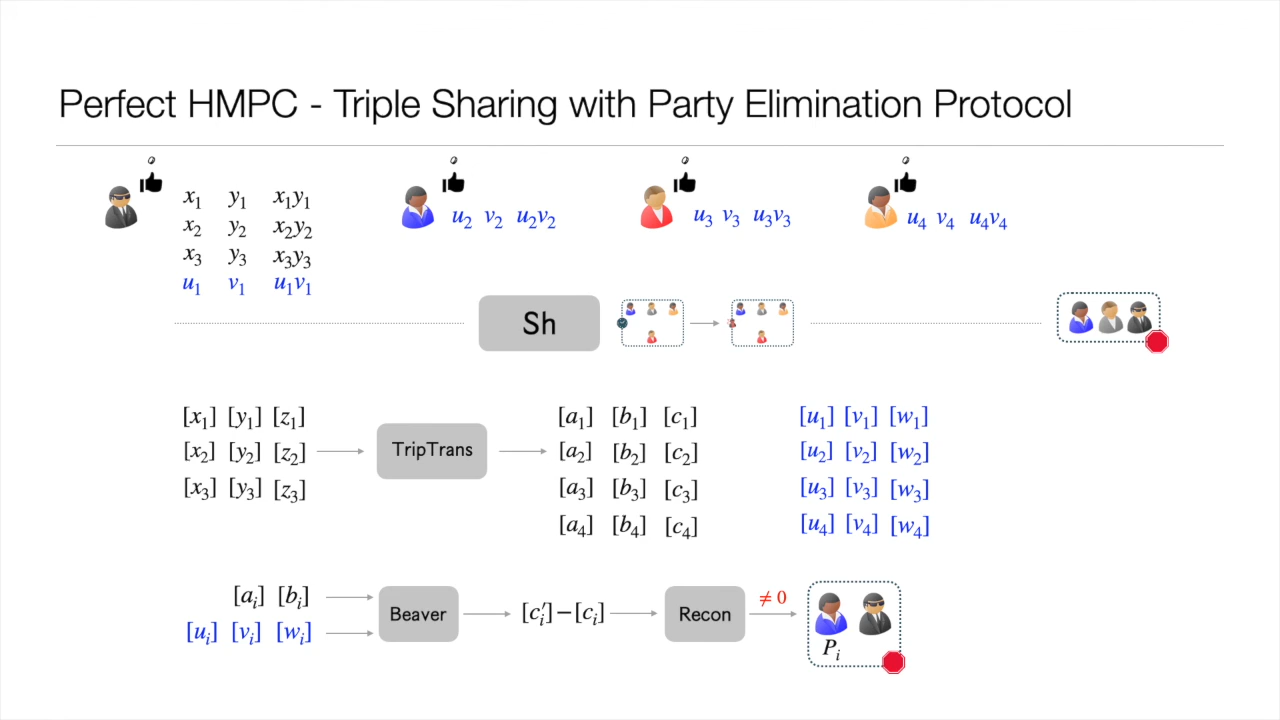 Perfect HMPC - Triple Sharing with Party Elimination Protocol
x₁ y₁ x₁y₁
x₂ y₂ x₂y₂
x₃ y₃ x₃y₃
u₁ v₁ u₁v₁
u₂ v₂ u₂v₂
u₃ v₃ u₃v₃
u₄ v₄ u₄v₄
Sh
[x₁] [y₁] [z₁]
[x₂] [y₂] [z₂]
[x₃] [y₃] [z₃]
TripTrans
[a₁] [b₁] [c₁]
[a₂] [b₂] [c₂]
[a₃] [b₃] [c₃]
[a₄] [b₄] [c₄]
[u₁] [v₁] [w₁]
[u₂] [v₂] [w₂]
[u₃] [v₃] [w₃]
[u₄] [v₄] [w₄]
[aᵢ] [bᵢ]
[uᵢ] [vᵢ] [wᵢ]
Beaver
[c′ᵢ]−[cᵢ]
Recon
≠ 0
Pᵢ